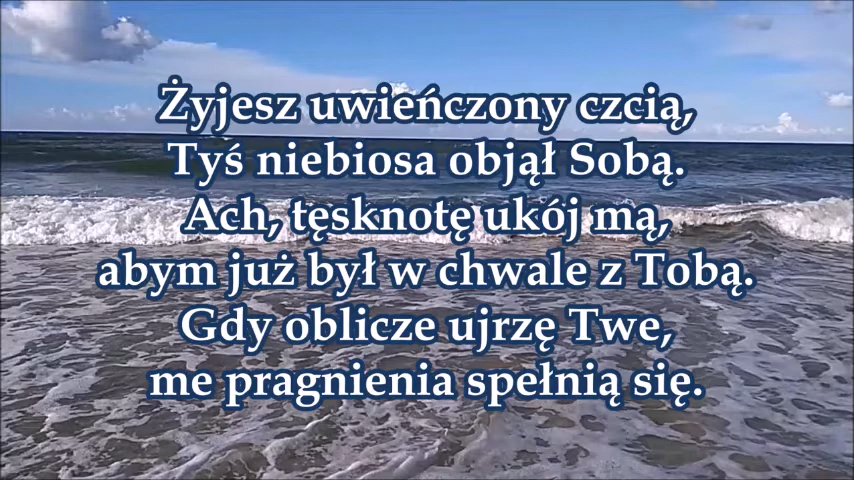 Żyjesz uwieńczony czcią,
Tyś niebiosa objął Sobą.
Ach, tęsknotę ukój mą,
abym już był w chwale z Tobą.
Gdy oblicze ujrzę Twe,
me pragnienia spełnią się.